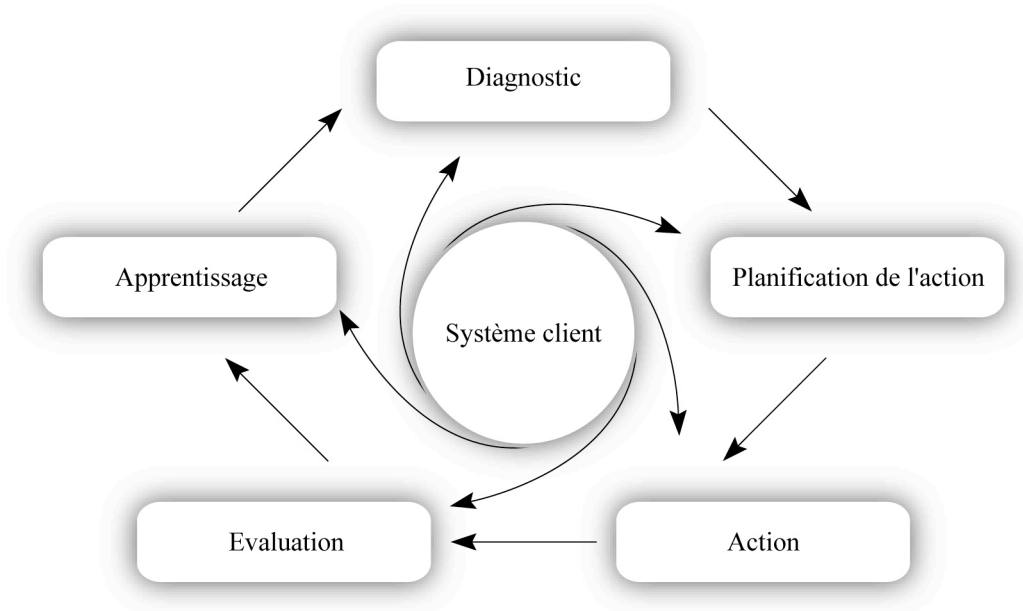 Diagnostic
Apprentissage
Planification de l'action
Système client
Evaluation
Action